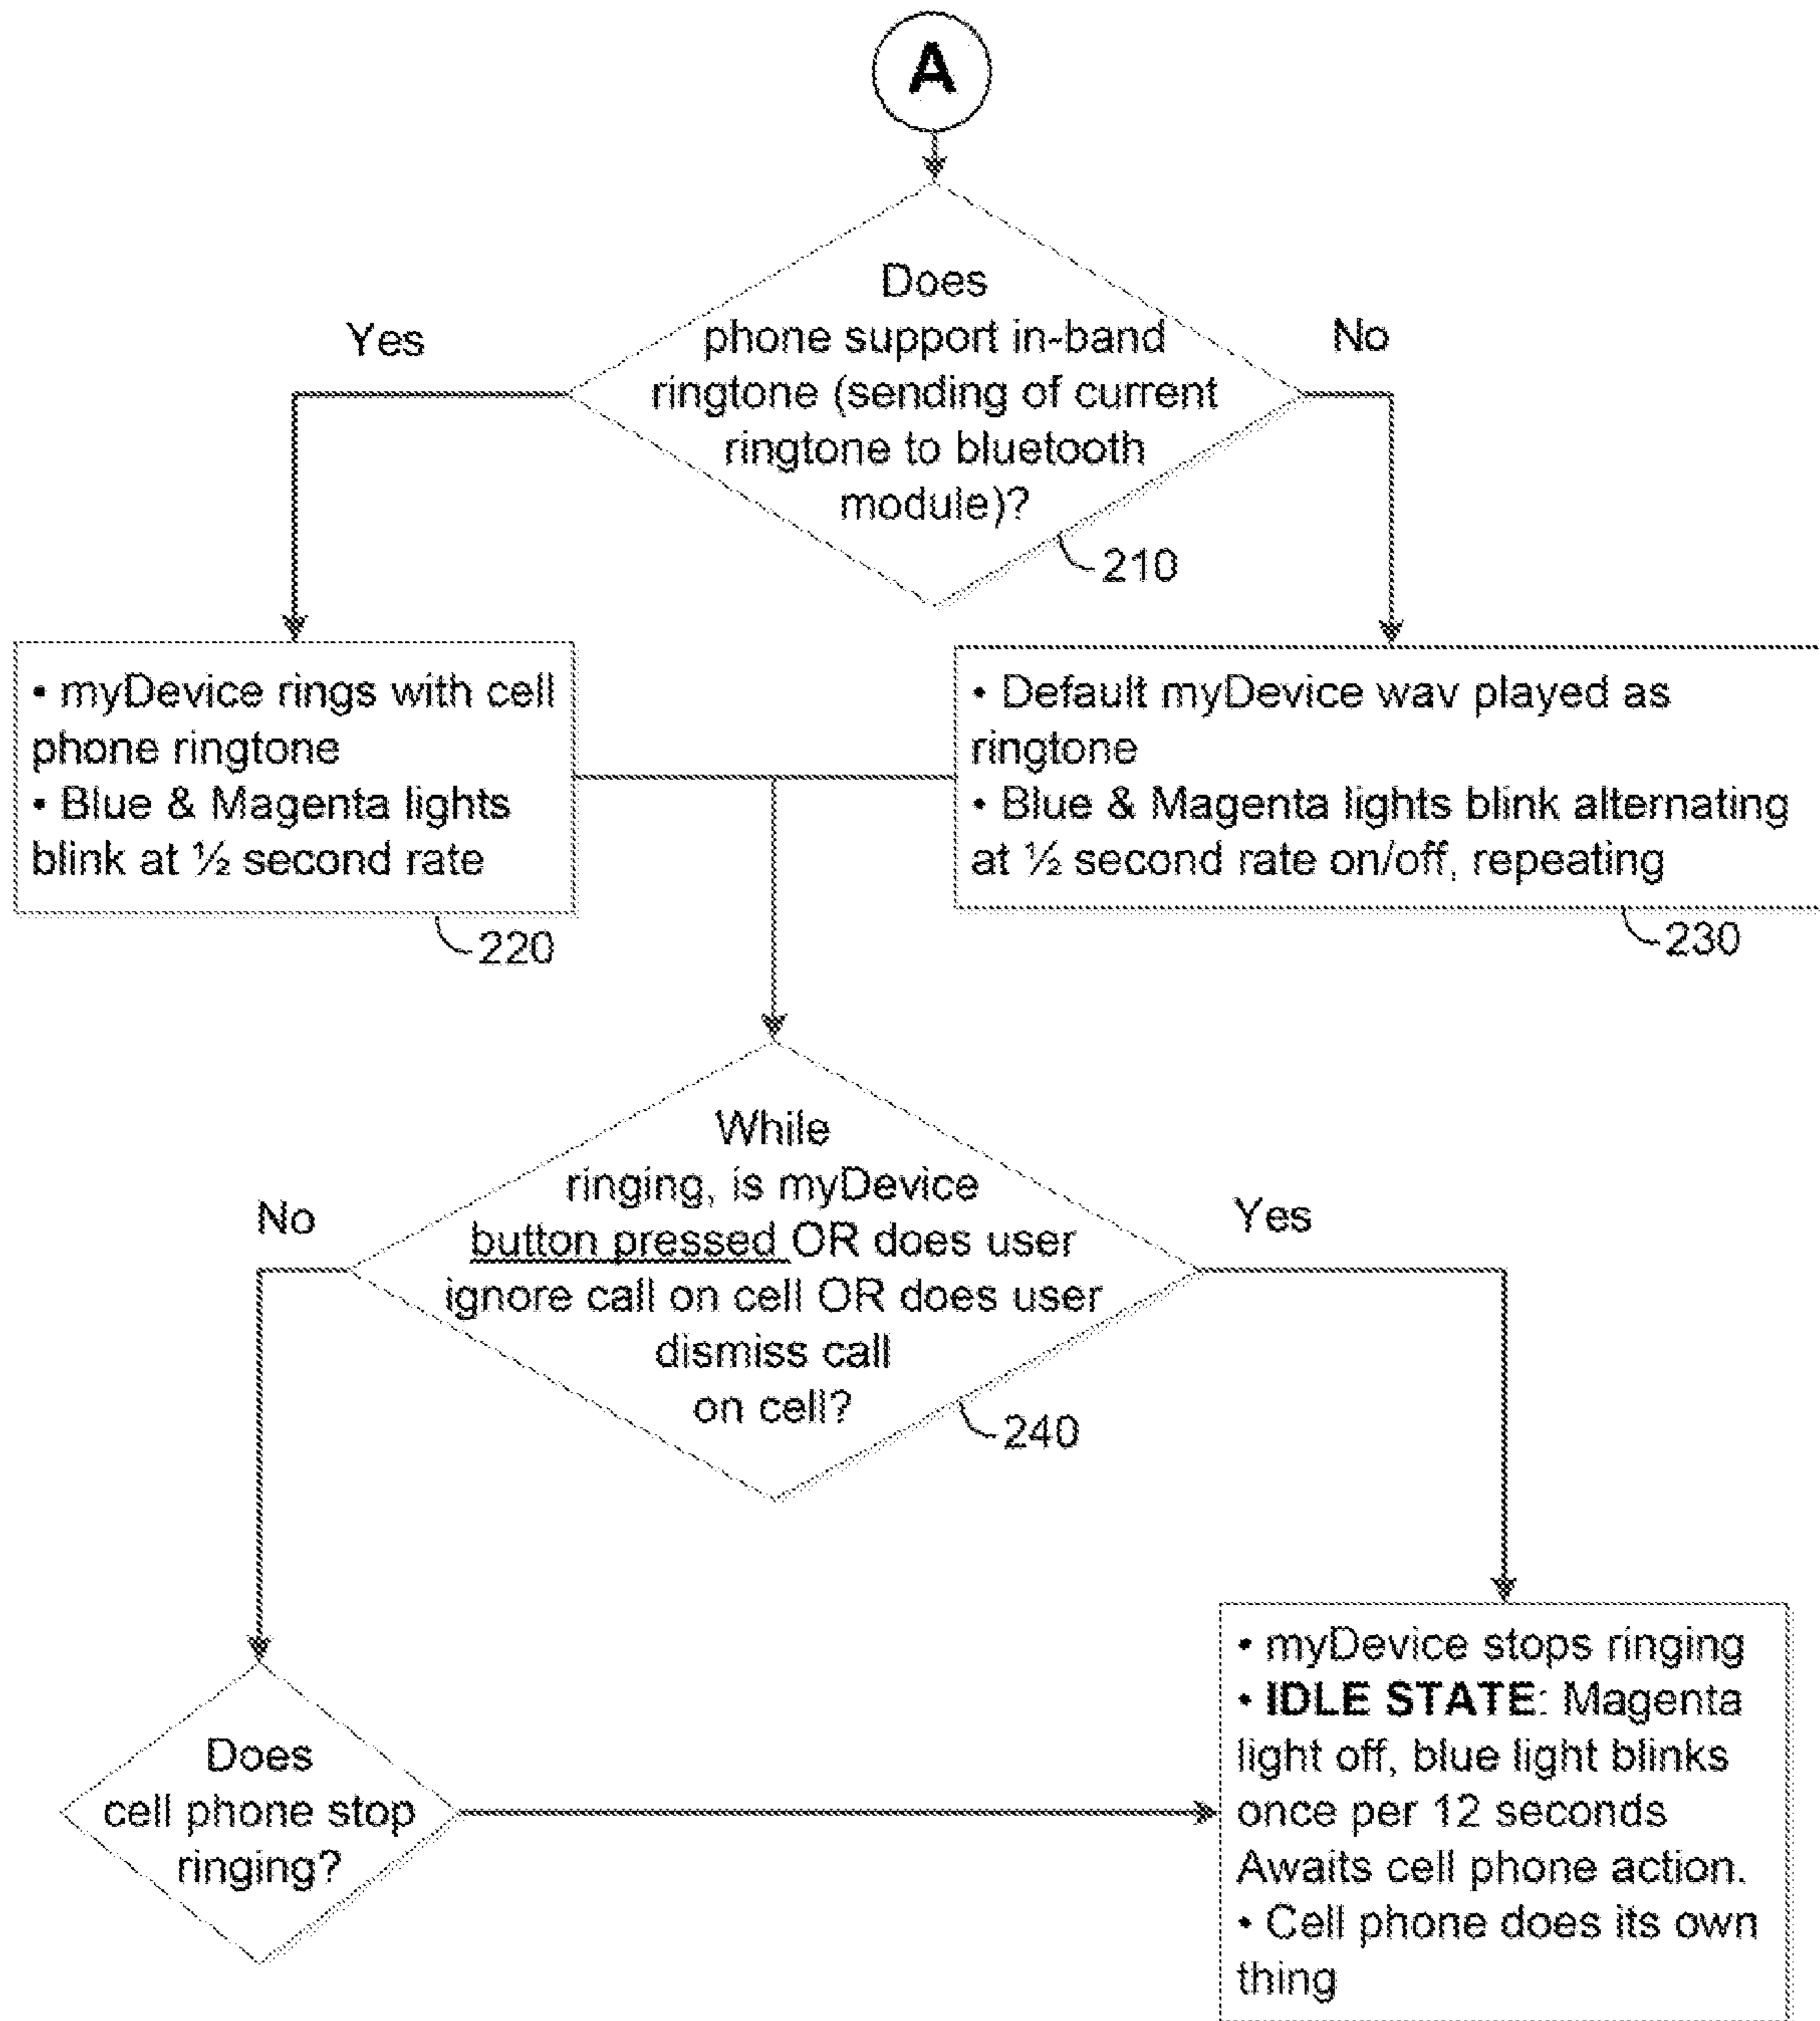 A
Does
phone support in-band
ringtone (sending of current
ringtone to bluetooth
module)?
Yes
No
210
• myDevice rings with cell
phone ringtone
• Blue & Magenta lights
blink at ½ second rate
220
• Default myDevice wav played as
ringtone
• Blue & Magenta lights blink alternating
at ½ second rate on/off, repeating
230
While
ringing, is myDevice
button pressed OR does user
ignore call on cell OR does user
dismiss call
on cell?
No
Yes
240
Does
cell phone stop
ringing?
• myDevice stops ringing
• IDLE STATE: Magenta
light off, blue light blinks
once per 12 seconds
Awaits cell phone action.
• Cell phone does its own
thing